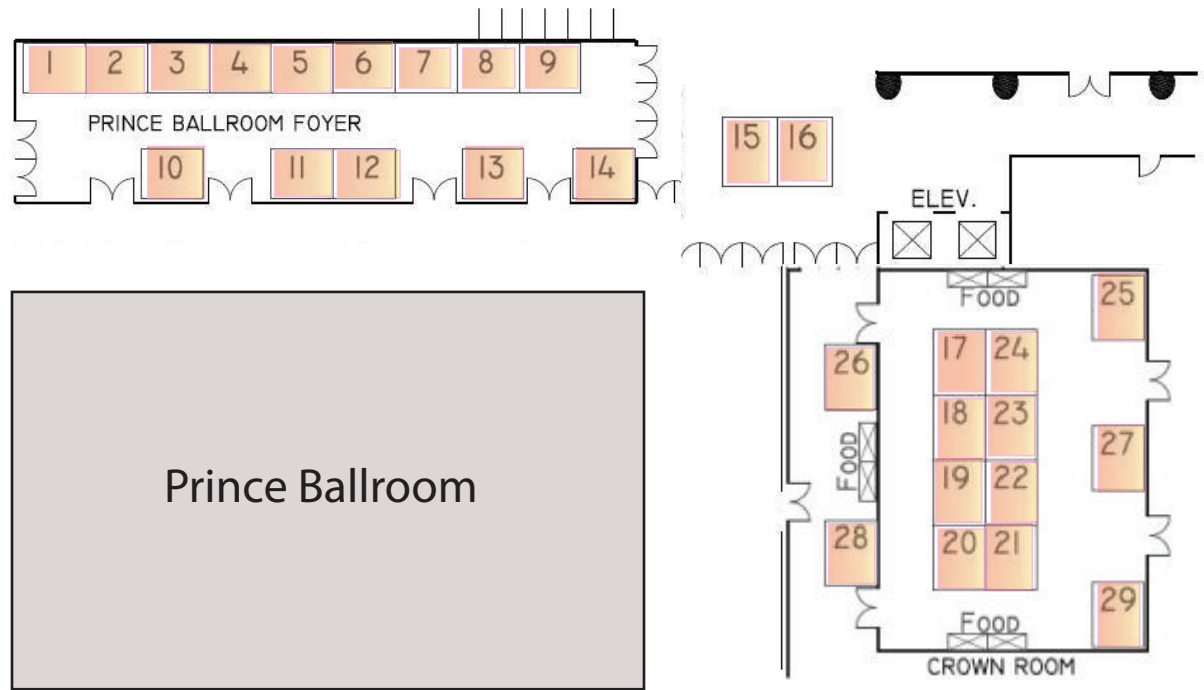 1 2 3 4 5 6 7 8 9
PRINCE BALLROOM FOYER
10 11 12 13 14
15 16
ELEV.
FOOD
25
17 24
26
18 23
FOOD
27
19 22
28
20 21
29
FOOD
CROWN ROOM
Prince Ballroom